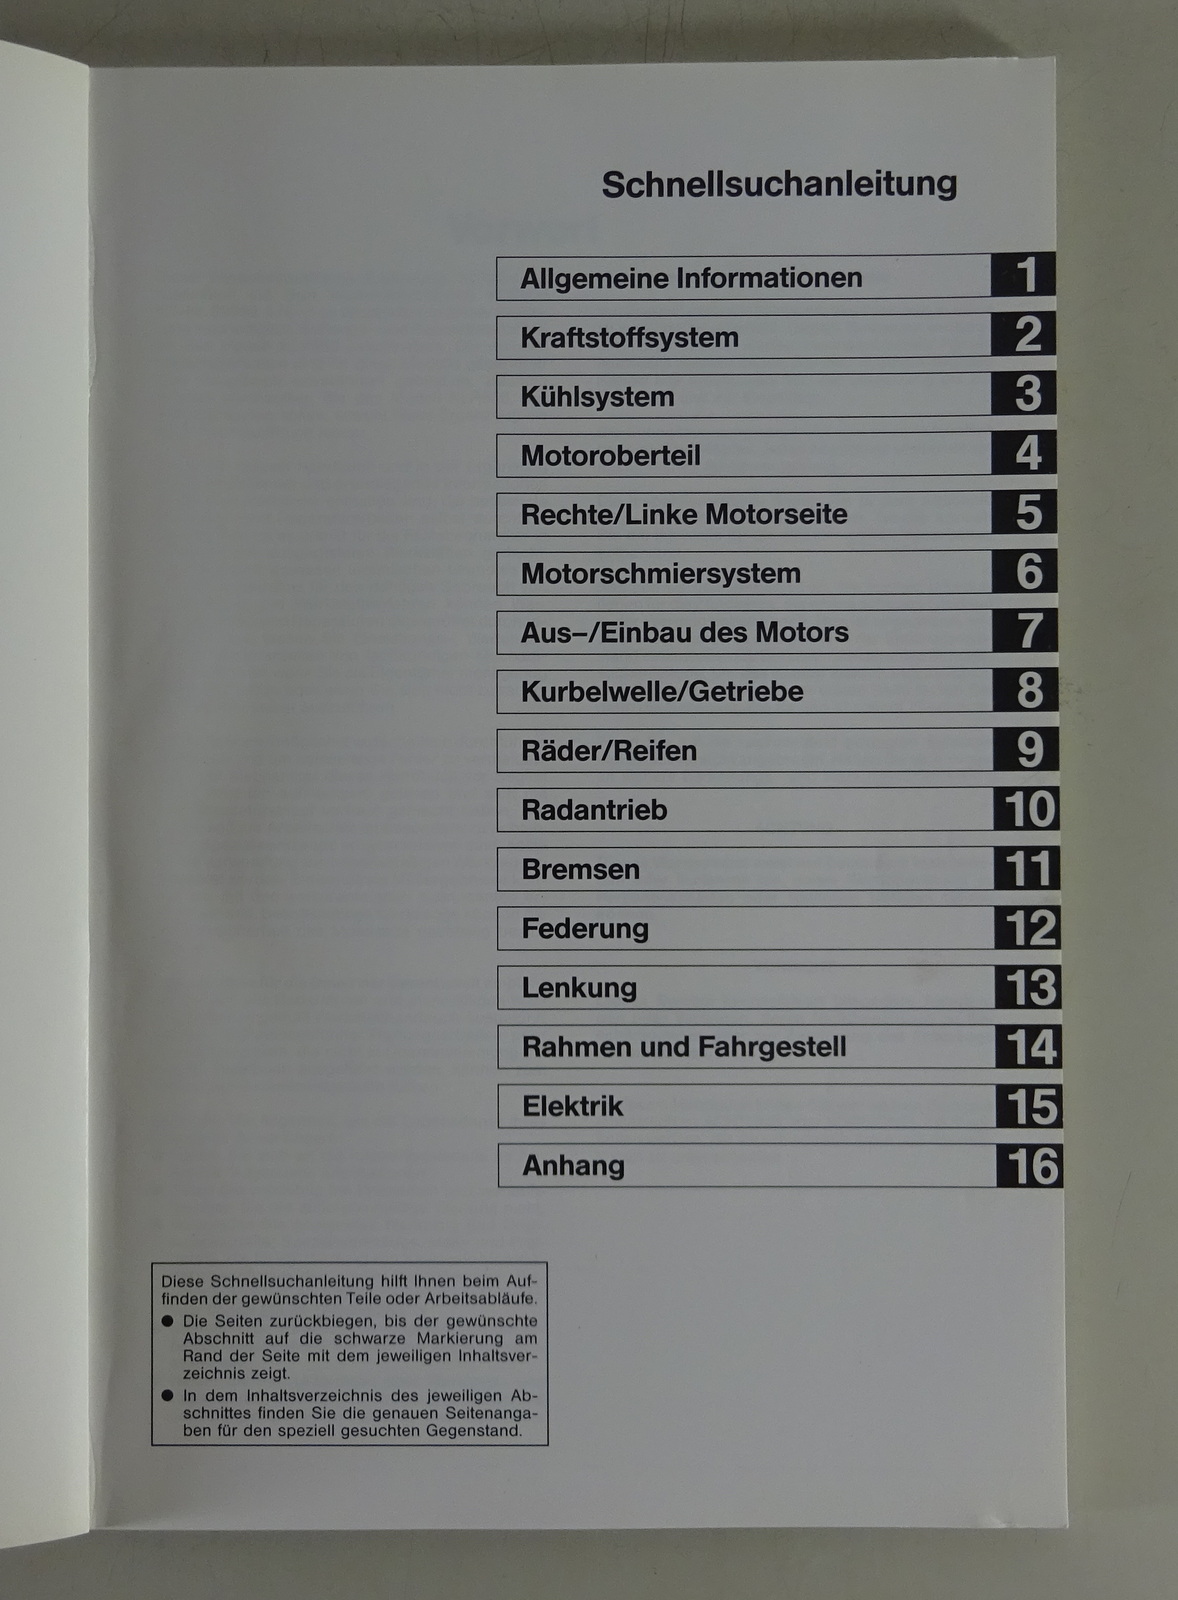 Schnellsuchanleitung
Allgemeine Informationen 1
Kraftstoffsystem 2
Kühlsystem 3
Motoroberteil 4
Rechte/Linke Motorseite 5
Motorschmiersystem 6
Aus–/Einbau des Motors 7
Kurbelwelle/Getriebe 8
Räder/Reifen 9
Radantrieb 10
Bremsen 11
Federung 12
Lenkung 13
Rahmen und Fahrgestell 14
Elektrik 15
Anhang 16
Diese Schnellsuchanleitung hilft Ihnen beim Auf-
finden der gewünschten Teile oder Arbeitsabläufe.
● Die Seiten zurückbiegen, bis der gewünschte
Abschnitt auf die schwarze Markierung am
Rand der Seite mit dem jeweiligen Inhaltsver-
zeichnis zeigt.
● In dem Inhaltsverzeichnis des jeweiligen Ab-
schnittes finden Sie die genauen Seitenanga-
ben für den speziell gesuchten Gegenstand.